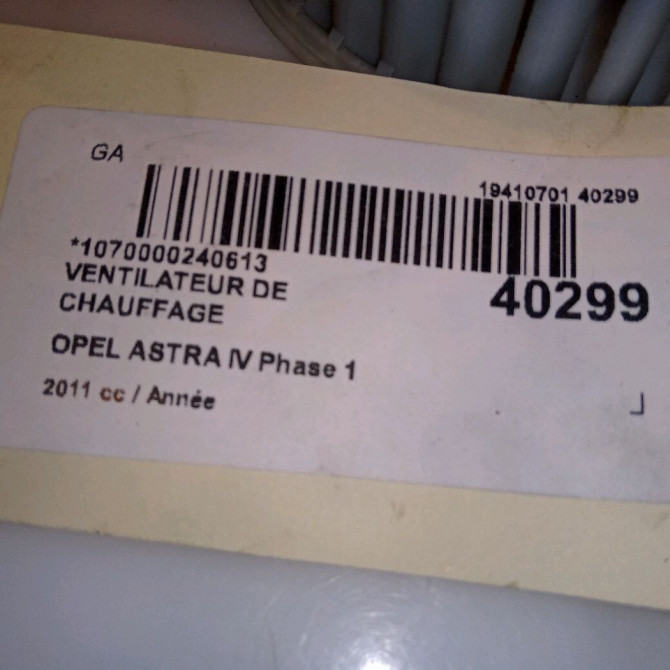 GA
19410701 40299
*1070000240613
VENTILATEUR DE
CHAUFFAGE
40299
OPEL ASTRA IV Phase 1
2011 cc / Année